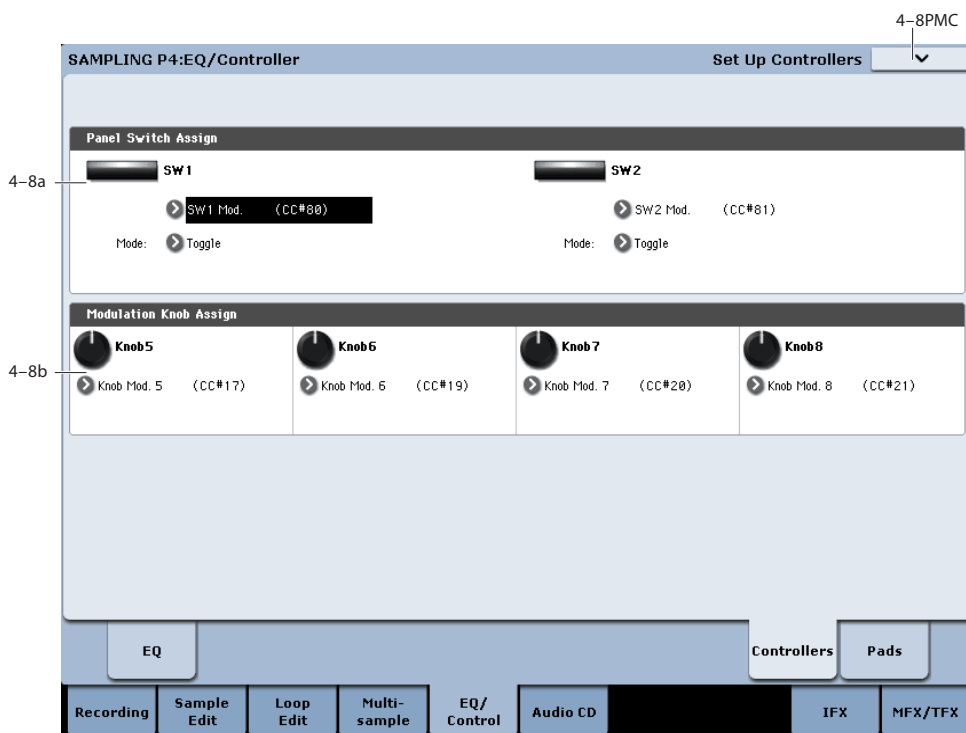 4–8PMC
SAMPLING P4:EQ/Controller
Set Up Controllers
Panel Switch Assign
4–8a
SW1
SW2
SW1 Mod. (CC#80)
SW2 Mod. (CC#81)
Mode: Toggle
Mode: Toggle
Modulation Knob Assign
Knob5
Knob6
Knob7
Knob8
4–8b
Knob Mod. 5 (CC#17)
Knob Mod. 6 (CC#19)
Knob Mod. 7 (CC#20)
Knob Mod. 8 (CC#21)
EQ
Controllers
Pads
Recording
Sample
Edit
Loop
Edit
Multi-
sample
EQ/
Control
Audio CD
IFX
MFX/TFX